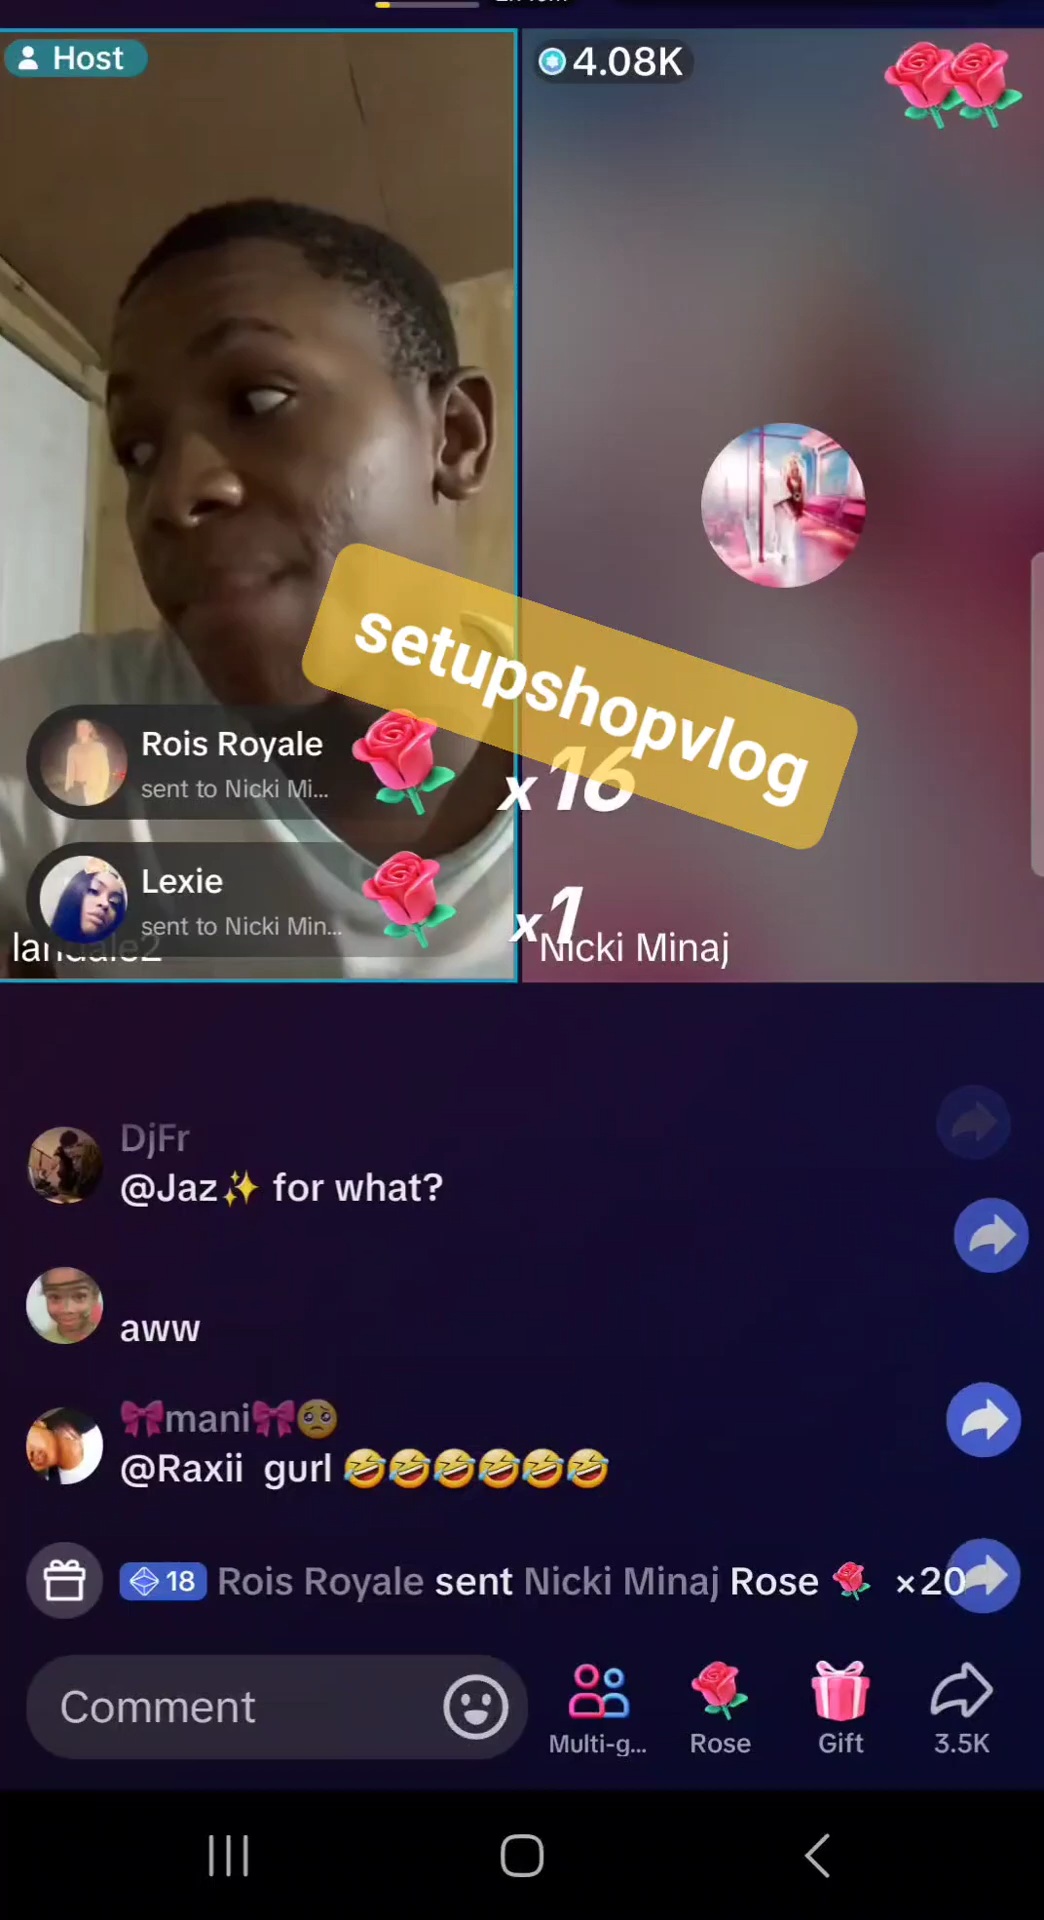 Host
4.08K
setupshopvlog
Rois Royale
sent to Nicki Mi...
x16
Lexie
sent to Nicki Min...
x1
Nicki Minaj
DjFr
@Jaz✨ for what?
aww
🎀mani🎀🥺
@Raxii gurl 🤣🤣🤣🤣🤣🤣
18 Rois Royale sent Nicki Minaj Rose 🌹 ×20
Comment
Multi-g...
Rose
Gift
3.5K